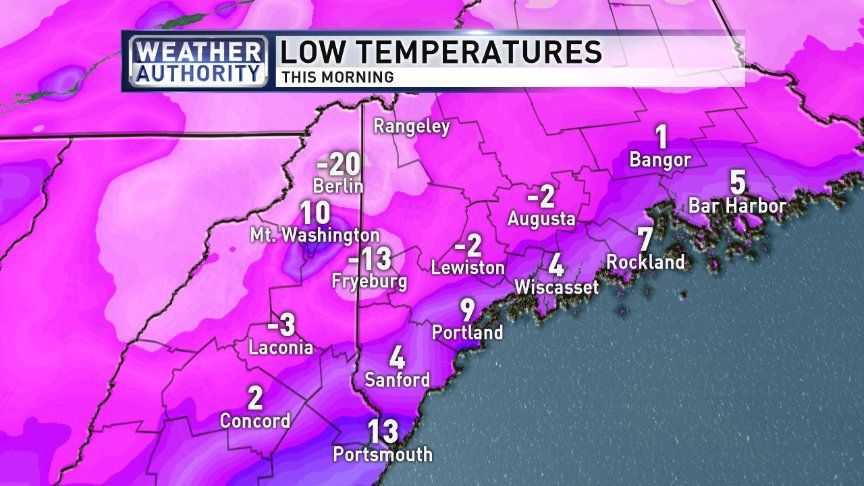 WEATHER
AUTHORITY
LOW TEMPERATURES
THIS MORNING
Rangeley
1
Bangor
-20
Berlin
5
Bar Harbor
-2
Augusta
10
Mt. Washington
7
Rockland
-2
Lewiston
-13
Fryeburg
4
Wiscasset
9
Portland
-3
Laconia
4
Sanford
2
Concord
13
Portsmouth